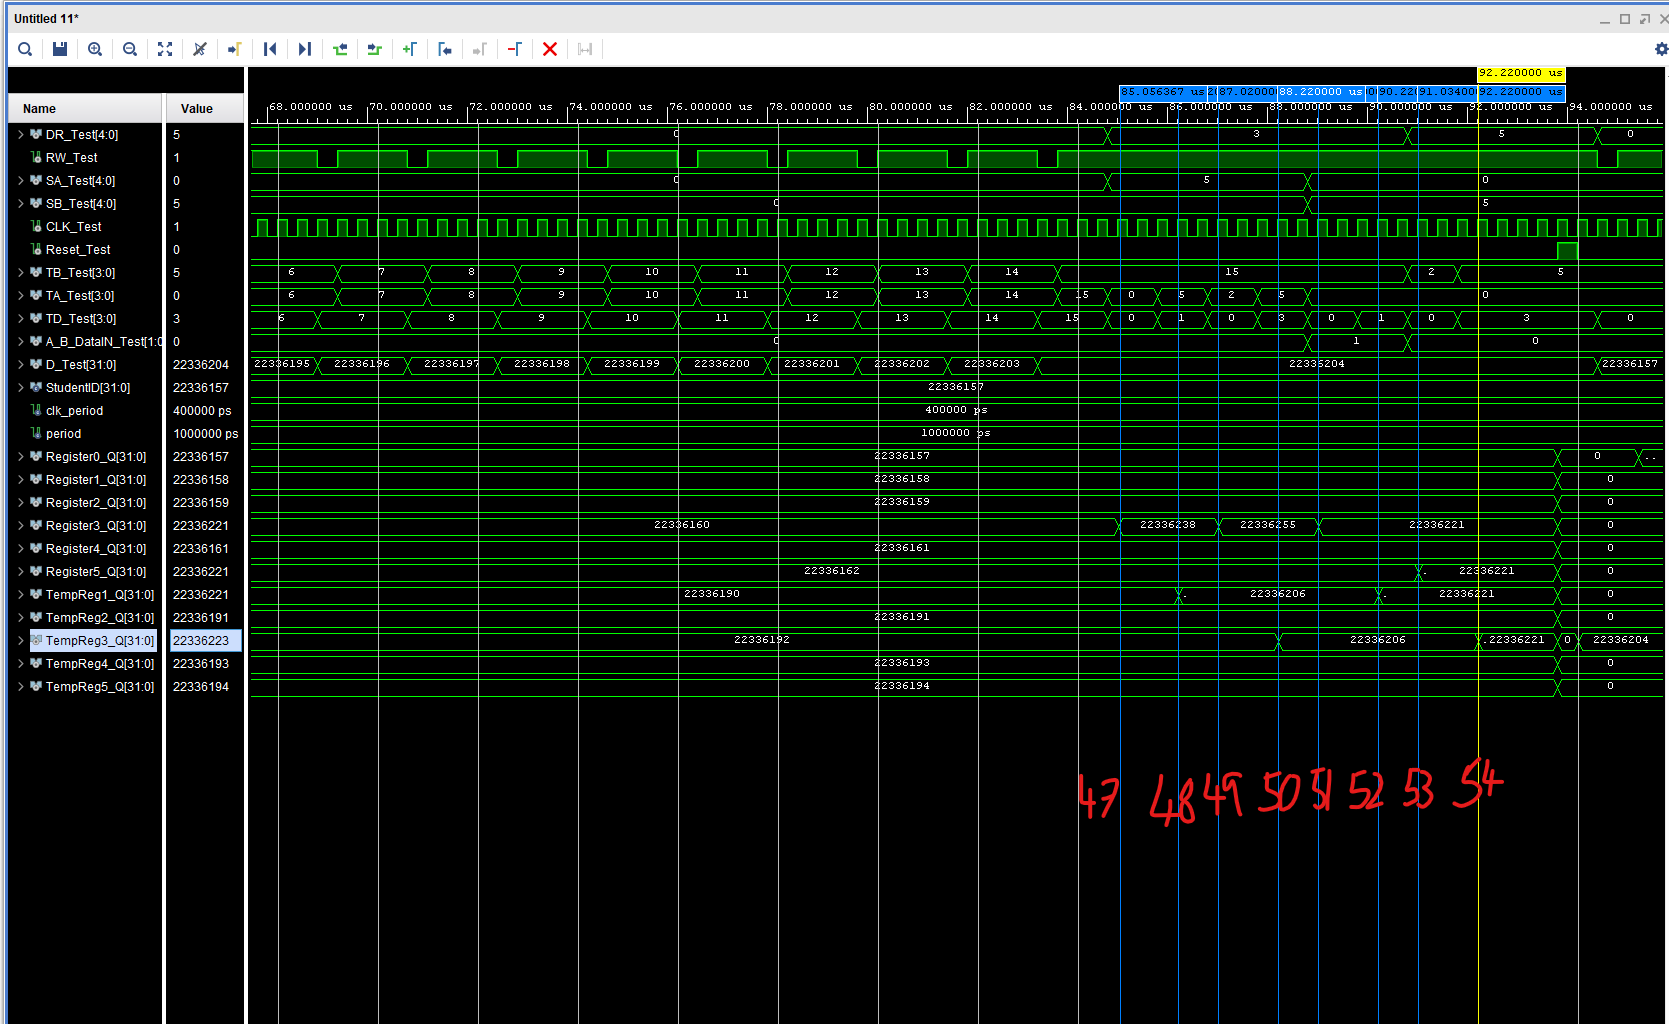 Untitled 11*
92.220000 us
85.056367 us 87.02000 88.220000 us 90.22 91.03400 92.220000 us
Name Value 68.000000 us 70.000000 us 72.000000 us 74.000000 us 76.000000 us 78.000000 us 80.000000 us 82.000000 us 84.000000 us 86.000000 us 88.000000 us 90.000000 us 92.000000 us 94.000000 us
DR_Test[4:0] 5 0 3 5 0
RW_Test 1
SA_Test[4:0] 0 0 5 0
SB_Test[4:0] 5 0 5
CLK_Test 1
Reset_Test 0
TB_Test[3:0] 5 6 7 8 9 10 11 12 13 14 15 2 5
TA_Test[3:0] 0 6 7 8 9 10 11 12 13 14 15 0 5 2 5 0
TD_Test[3:0] 3 6 7 8 9 10 11 12 13 14 15 0 1 0 3 0 1 0 3 0
A_B_DataIN_Test[1:0 0 0 1 0
D_Test[31:0] 22336204 22336195 22336196 22336197 22336198 22336199 22336200 22336201 22336202 22336203 22336204 22336157
StudentID[31:0] 22336157 22336157
clk_period 400000 ps 400000 ps
period 1000000 ps 1000000 ps
Register0_Q[31:0] 22336157 22336157 0 ..
Register1_Q[31:0] 22336158 22336158 0
Register2_Q[31:0] 22336159 22336159 0
Register3_Q[31:0] 22336221 22336160 22336238 22336255 22336221 0
Register4_Q[31:0] 22336161 22336161 0
Register5_Q[31:0] 22336221 22336162 . 22336221 0
TempReg1_Q[31:0] 22336221 22336190 . 22336206 . 22336221 0
TempReg2_Q[31:0] 22336191 22336191 0
TempReg3_Q[31:0] 22336223 22336192 22336206 . 22336221 0 22336204
TempReg4_Q[31:0] 22336193 22336193 0
TempReg5_Q[31:0] 22336194 22336194 0
47 48 49 50 51 52 53 54